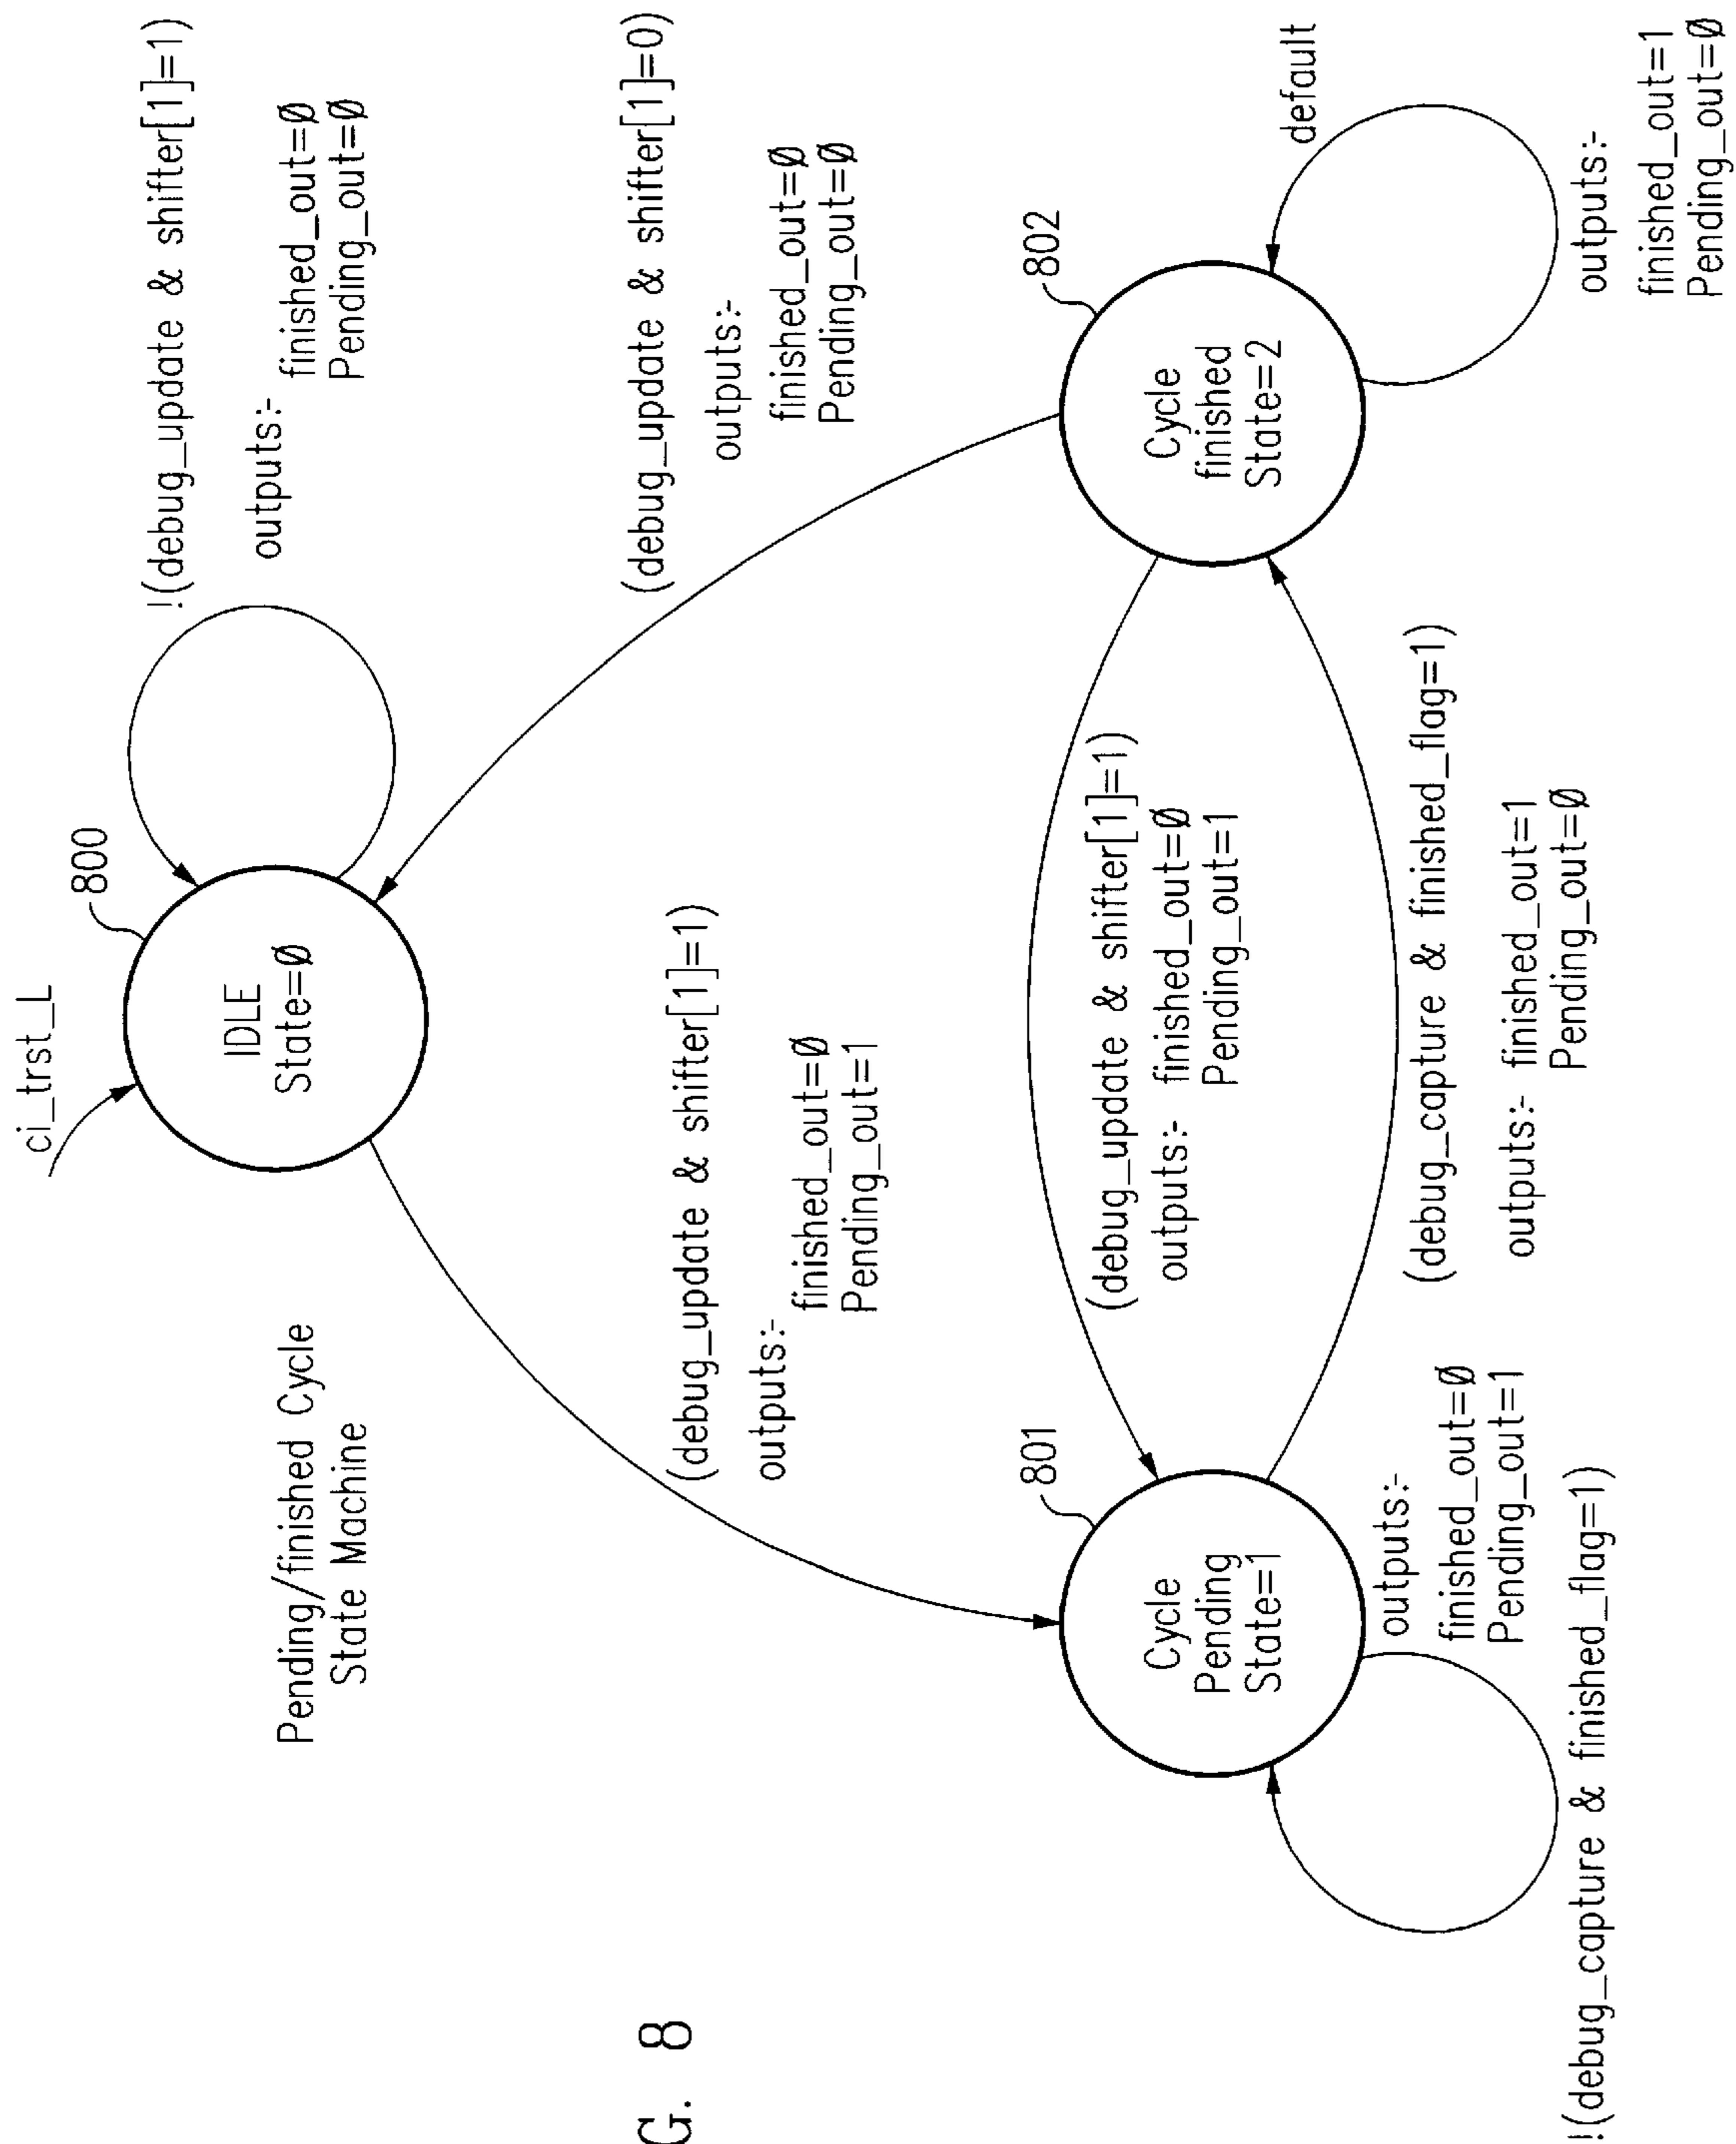 ci_trst_L
800
IDLE
State=Ø
!(debug_update & shifter[1]=1)
outputs:-
finished_out=Ø
Pending_out=Ø
Pending/finished Cycle
State Machine
(debug_update & shifter[1]=1)
outputs:-
finished_out=Ø
Pending_out=1
(debug_update & shifter[1]=0)
outputs:-
finished_out=Ø
Pending_out=Ø
801
Cycle
Pending
State=1
(debug_update & shifter[1]=1)
outputs:- finished_out=Ø
Pending_out=1
802
Cycle
finished
State=2
default
outputs:-
finished_out=1
Pending_out=Ø
(debug_capture & finished_flag=1)
outputs:- finished_out=1
Pending_out=Ø
outputs:-
finished_out=Ø
Pending_out=1
!(debug_capture & finished_flag=1)
G. 8